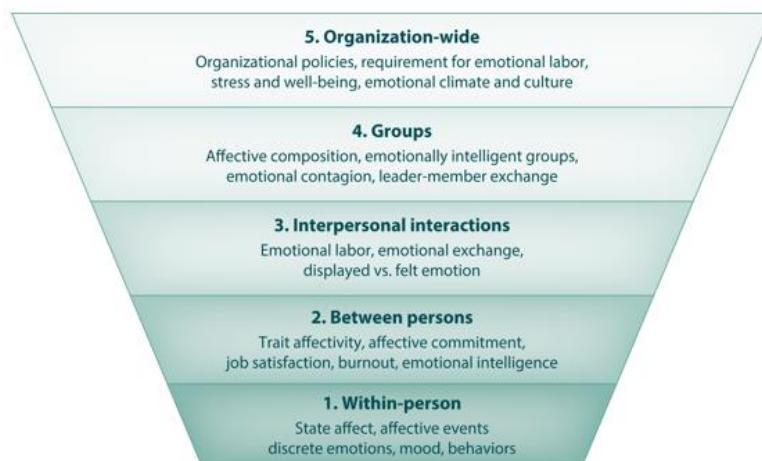 5. Organization-wide
Organizational policies, requirement for emotional labor,
stress and well-being, emotional climate and culture
4. Groups
Affective composition, emotionally intelligent groups,
emotional contagion, leader-member exchange
3. Interpersonal interactions
Emotional labor, emotional exchange,
displayed vs. felt emotion
2. Between persons
Trait affectivity, affective commitment,
job satisfaction, burnout, emotional intelligence
1. Within-person
State affect, affective events
discrete emotions, mood, behaviors